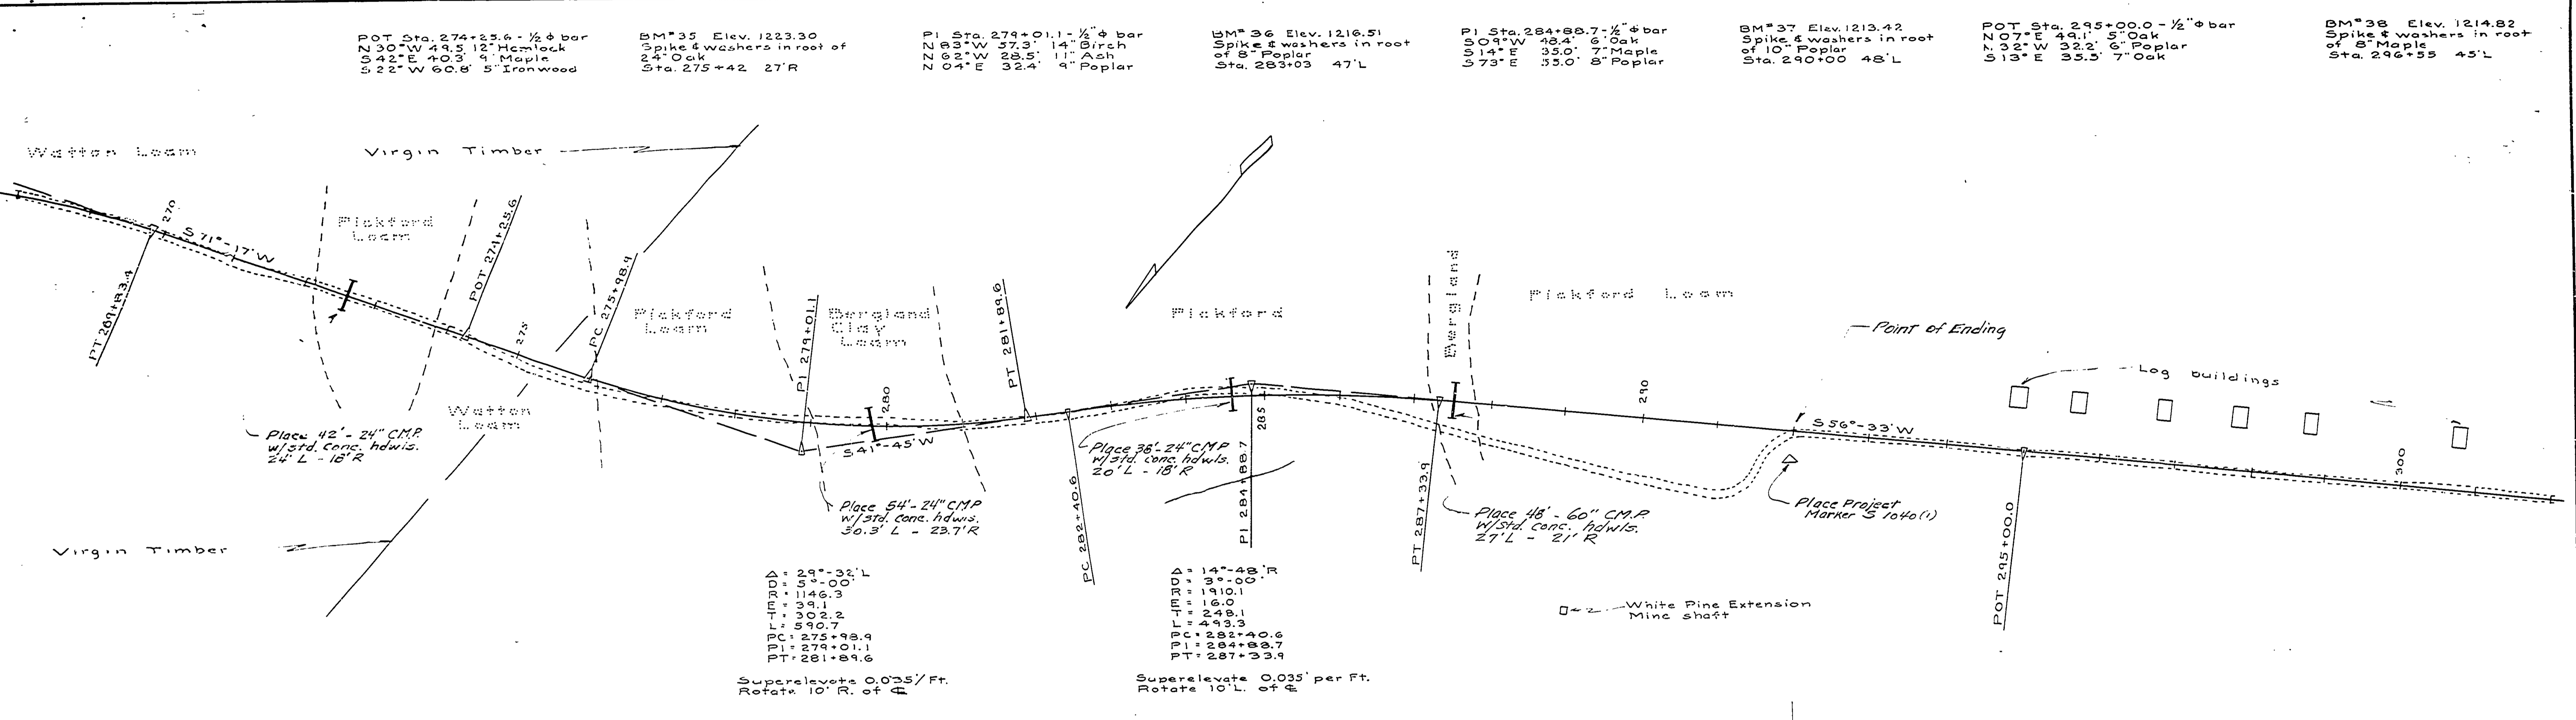 POT Sta. 274+25.6 - ½ ф bar
N 30°W 49.5 12" Hemlock
S 42°E 40.3 9" Maple
S 22°W 60.8' 5" Ironwood
BM#35 Elev. 1223.30
Spike & washers in root of
24" Oak
Sta. 275+42 27'R
PI Sta. 279+01.1 - ½" ф bar
N 83°W 57.3' 14" Birch
N 62°W 28.5' 11" Ash
N 04°E 32.4' 9" Poplar
BM#36 Elev. 1216.51
Spike & washers in root
of 8" Poplar
Sta. 283+03 47'L
PI Sta. 284+88.7 - ½" ф bar
S 09°W 48.4' 6" Oak
S 14°E 35.0' 7" Maple
S 73°E 35.0' 8" Poplar
BM#37 Elev. 1213.42
Spike & washers in root
of 10" Poplar
Sta. 290+00 48'L
POT Sta. 295+00.0 - ½" ф bar
N 07°E 49.1' 5" Oak
N 32°W 32.2' 6" Poplar
S 13°E 35.5' 7" Oak
BM#38 Elev. 1214.82
Spike & washers in root
of 8" Maple
Sta. 296+55 45'L
Watton Loam
Virgin Timber
270
S 71°-17' W
PT 269+83.4
Pickford
Loam
POT 274+25.6
275
PC 275+98.9
Pickford
Loam
PI 279+01.1
Bergland
Clay
Loam
280
S 41°-45' W
PT 281+89.6
Pickford
285
Bergland
Pickford Loam
290
Point of Ending
Log buildings
S 56°-33' W
300
Watton
Loam
Place 42' - 24" C.M.P.
w/std. conc. hdwls.
24' L - 18' R
Place 38' - 24" C.M.P.
w/std. conc. hdwls.
20' L - 18' R
Place 54' - 24" CMP
w/std. conc. hdwls.
30.3' L - 23.7' R
PC 282+40.6
PI 284+88.7
PT 287+33.9
Place 48' - 60" C.M.P.
w/std. conc. hdwls.
27' L - 21' R
Place Project
Marker S 1040(1)
POT 295+00.0
Virgin Timber
Δ = 29°-32' L
D = 5°-00'
R = 1146.3
E = 39.1
T = 302.2
L = 590.7
PC = 275+98.9
PI = 279+01.1
PT = 281+89.6
Superelevate 0.035'/Ft.
Rotate 10' R. of ℄
Δ = 14°-48' R
D = 3°-00'
R = 1910.1
E = 16.0
T = 248.1
L = 493.3
PC = 282+40.6
PI = 284+88.7
PT = 287+33.9
Superelevate 0.035' per Ft.
Rotate 10' L. of ℄
White Pine Extension
Mine shaft